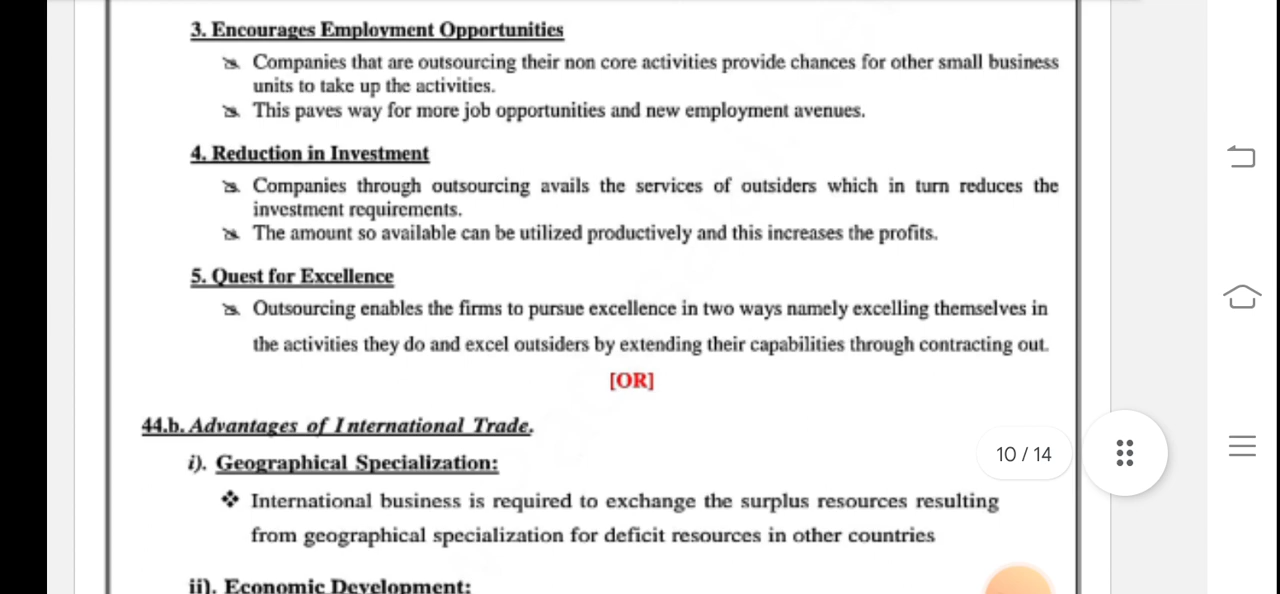 3. Encourages Employment Opportunities
Companies that are outsourcing their non core activities provide chances for other small business
units to take up the activities.
This paves way for more job opportunities and new employment avenues.
4. Reduction in Investment
Companies through outsourcing avails the services of outsiders which in turn reduces the
investment requirements.
The amount so available can be utilized productively and this increases the profits.
5. Quest for Excellence
Outsourcing enables the firms to pursue excellence in two ways namely excelling themselves in
the activities they do and excel outsiders by extending their capabilities through contracting out.
[OR]
44.b. Advantages of International Trade.
i). Geographical Specialization:
10 / 14
❖ International business is required to exchange the surplus resources resulting
from geographical specialization for deficit resources in other countries
ii). Economic Development: